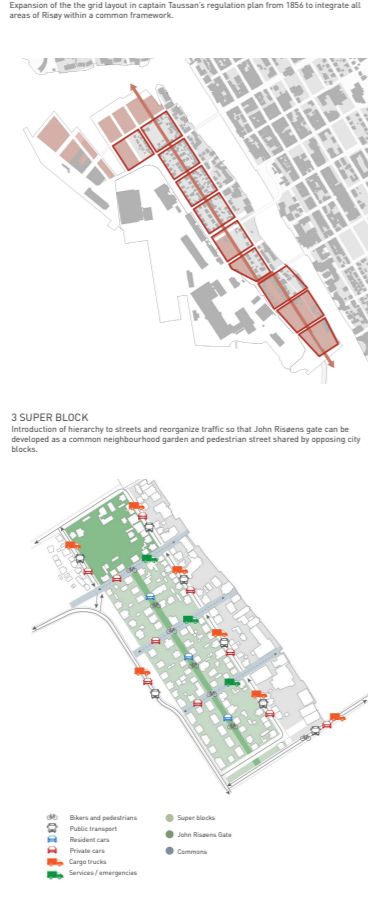 Expansion of the the grid layout in captain Taussan's regulation plan from 1856 to integrate all
areas of Risøy within a common framework.
3 SUPER BLOCK
Introduction of hierarchy to streets and reorganize traffic so that John Risøens gate can be
developed as a common neighbourhood garden and pedestrian street shared by opposing city
blocks.
Bikers and pedestrians
Public transport
Resident cars
Private cars
Cargo trucks
Services / emergencies
Super blocks
John Risøens Gate
Commons